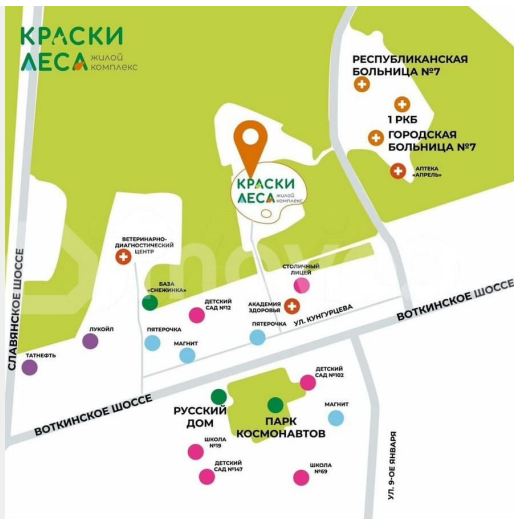 КРАСКИ
ЛЕСА жилой
комплекс
РЕСПУБЛИКАНСКАЯ
БОЛЬНИЦА №7
1 РКБ
ГОРОДСКАЯ
БОЛЬНИЦА №7
АПТЕКА
«АПРЕЛЬ»
КРАСКИ
ЛЕСА жилой
комплекс
ВЕТЕРИНАРНО-
ДИАГНОСТИЧЕСКИЙ
ЦЕНТР
СТОЛИЧНЫЙ
ЛИЦЕЙ
БАЗА
«СНЕЖИНКА»
ДЕТСКИЙ
САД №12
АКАДЕМИЯ
ЗДОРОВЬЯ
УЛ. КУНГУРЦЕВА
ВОТКИНСКОЕ ШОССЕ
СЛАВЯНСКОЕ ШОССЕ
ЛУКОЙЛ
ПЯТЕРОЧКА
ПЯТЕРОЧКА
ТАТНЕФТЬ
МАГНИТ
ДЕТСКИЙ
САД №102
ВОТКИНСКОЕ ШОССЕ
РУССКИЙ
ДОМ
ПАРК
КОСМОНАВТОВ
МАГНИТ
ШКОЛА
№19
ДЕТСКИЙ
САД №147
ШКОЛА
№69
УЛ. 9-ОЕ ЯНВАРЯ